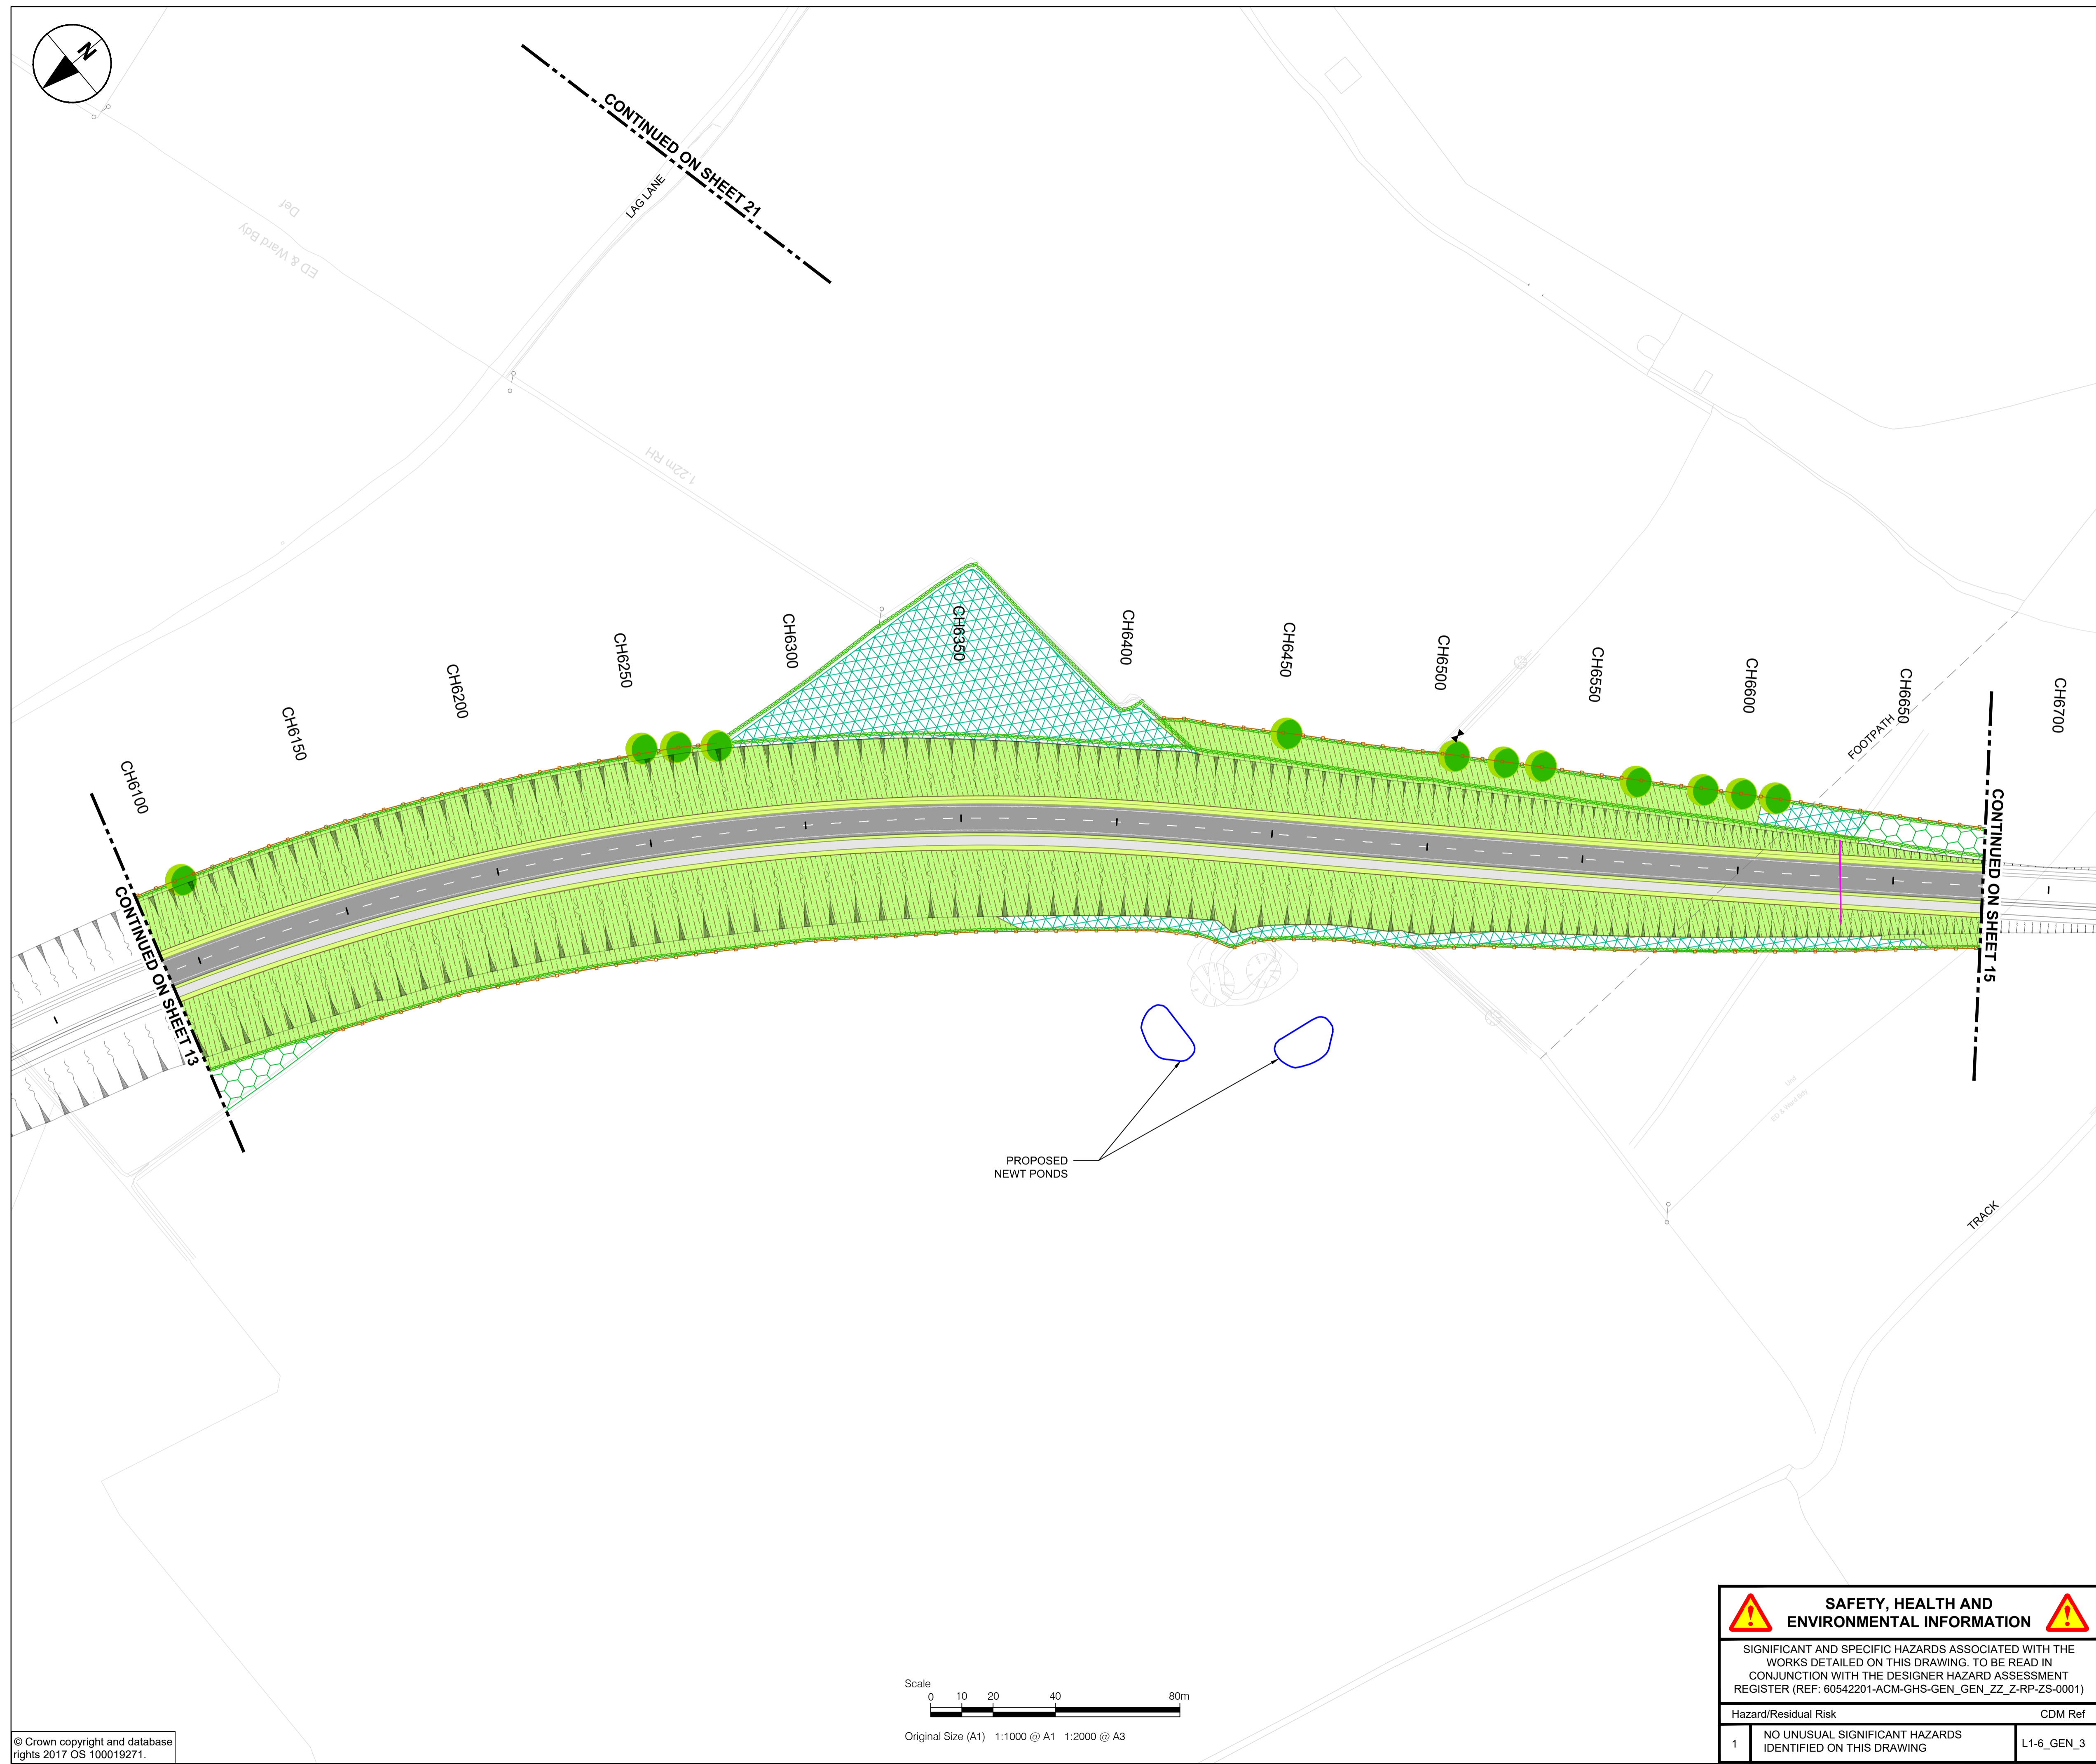 N
CONTINUED ON SHEET 21
LAG LANE
Def
ED & Ward Bdy
1.22m RH
CH6100
CH6150
CH6200
CH6250
CH6300
CH6350
CH6400
CH6450
CH6500
CH6550
CH6600
CH6650
CH6700
FOOTPATH
CONTINUED ON SHEET 13
CONTINUED ON SHEET 15
PROPOSED
NEWT PONDS
ED & Ward Bdy
TRACK
Scale
0 10 20 40 80m
Original Size (A1) 1:1000 @ A1 1:2000 @ A3
© Crown copyright and database
rights 2017 OS 100019271.
SAFETY, HEALTH AND
ENVIRONMENTAL INFORMATION
SIGNIFICANT AND SPECIFIC HAZARDS ASSOCIATED WITH THE
WORKS DETAILED ON THIS DRAWING. TO BE READ IN
CONJUNCTION WITH THE DESIGNER HAZARD ASSESSMENT
REGISTER (REF: 60542201-ACM-GHS-GEN_GEN_ZZ_Z-RP-ZS-0001)
Hazard/Residual Risk CDM Ref
1 NO UNUSUAL SIGNIFICANT HAZARDS
IDENTIFIED ON THIS DRAWING
L1-6_GEN_3